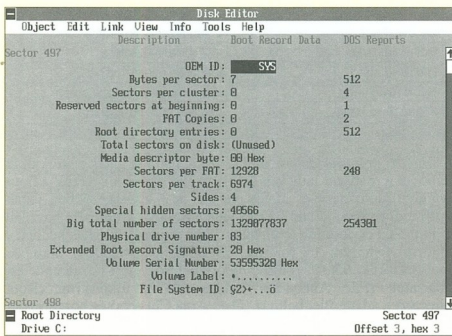 Disk Editor
Object Edit Link View Info Tools Help
Description Boot Record Data DOS Reports
Sector 497
OEM ID: SYS
Bytes per sector: 7 512
Sectors per cluster: 0 4
Reserved sectors at beginning: 0 1
FAT Copies: 0 2
Root directory entries: 0 512
Total sectors on disk: (Unused)
Media descriptor byte: 00 Hex
Sectors per FAT: 12928 248
Sectors per track: 6974
Sides: 4
Special hidden sectors: 40566
Big total number of sectors: 1329877837 254301
Physical drive number: 83
Extended Boot Record Signature: 20 Hex
Volume Serial Number: 53595320 Hex
Volume Label: *..........
File System ID:
Sector 498
Root Directory Sector 497
Drive C: Offset 3, hex 3